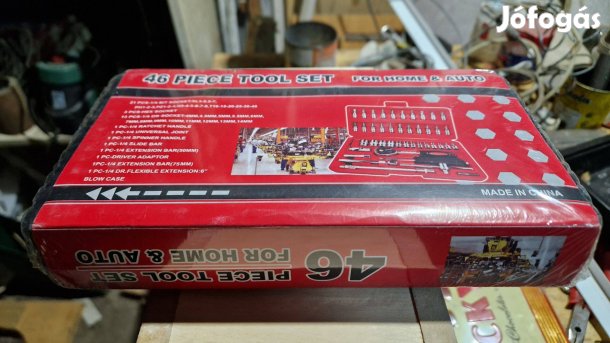 Jófogás
46 PIECE TOOL SET FOR HOME & AUTO
1 PC-1/4 RATCHET HANDLE
1 PC-1/4 UNIVERSAL JOINT
1 PC-1/4 SPINNER HANDLE
1 PC-1/4 SLIDE BAR
1 PC-1/4 EXTENSION BAR(50MM)
1 PC-DRIVER ADAPTOR
1PC-1/4 EXTENSION BAR(75MM)
1 PC-1/4 DR.FLEXIBLE EXTENSION:6"
BLOW CASE
MADE IN CHINA
46 PIECE TOOL SET
FOR HOME & AUTO